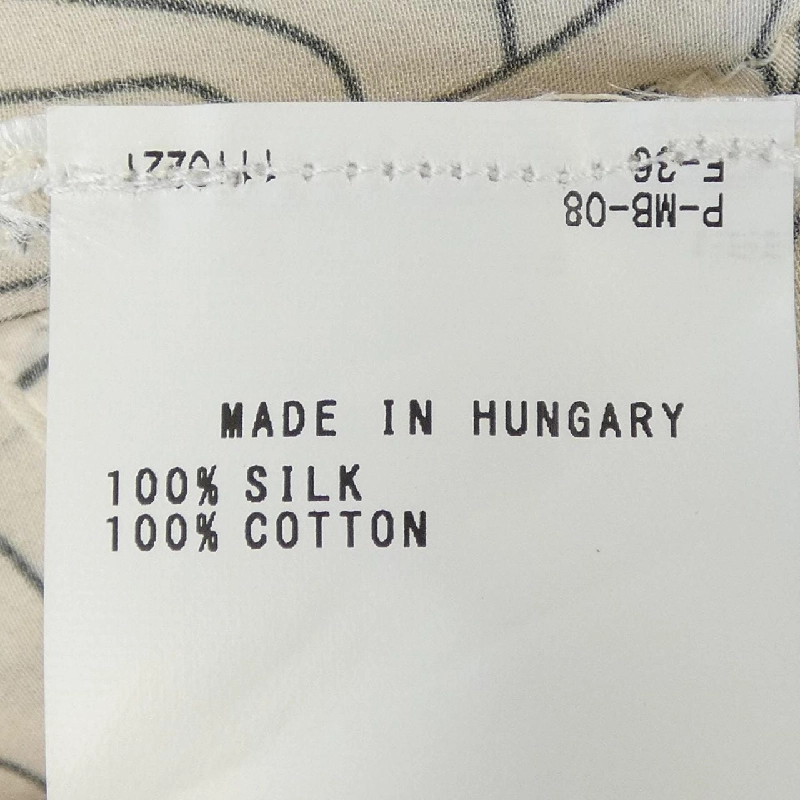 P-MB-08
MADE IN HUNGARY
100% SILK
100% COTTON